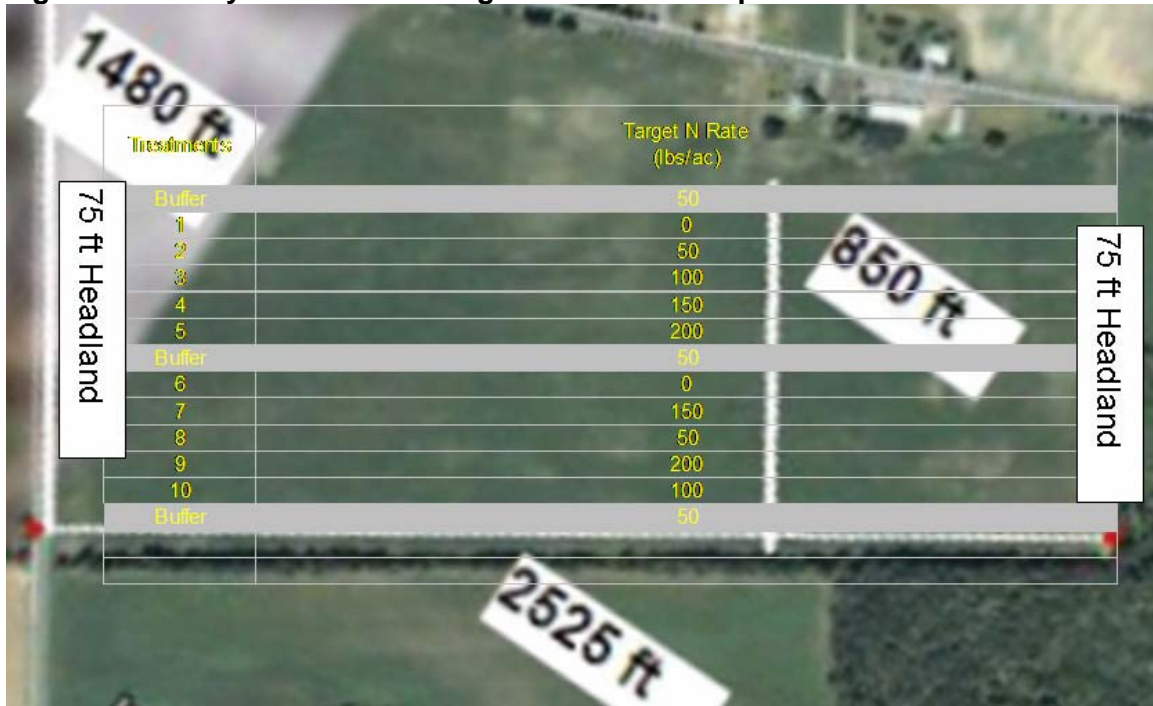 1480 ft
Treatments Target N Rate
(lbs/ac)
Buffer 50
1 0
2 50
3 100
4 150
5 200
Buffer 50
6 0
7 150
8 50
9 200
10 100
Buffer 50
75 ft Headland
75 ft Headland
850 ft
2525 ft